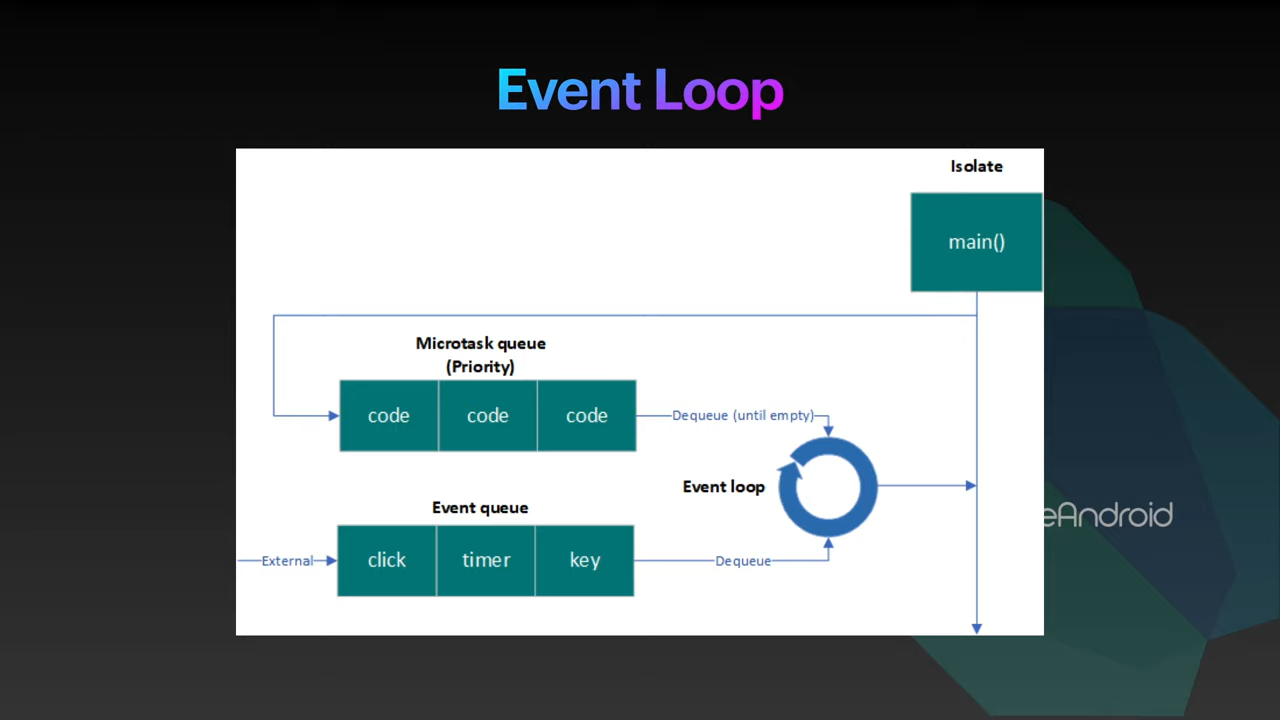 Event Loop
Isolate
main()
Microtask queue
(Priority)
code code code
Dequeue (until empty)
Event loop
Event queue
click timer key
External
Dequeue
eAndroid